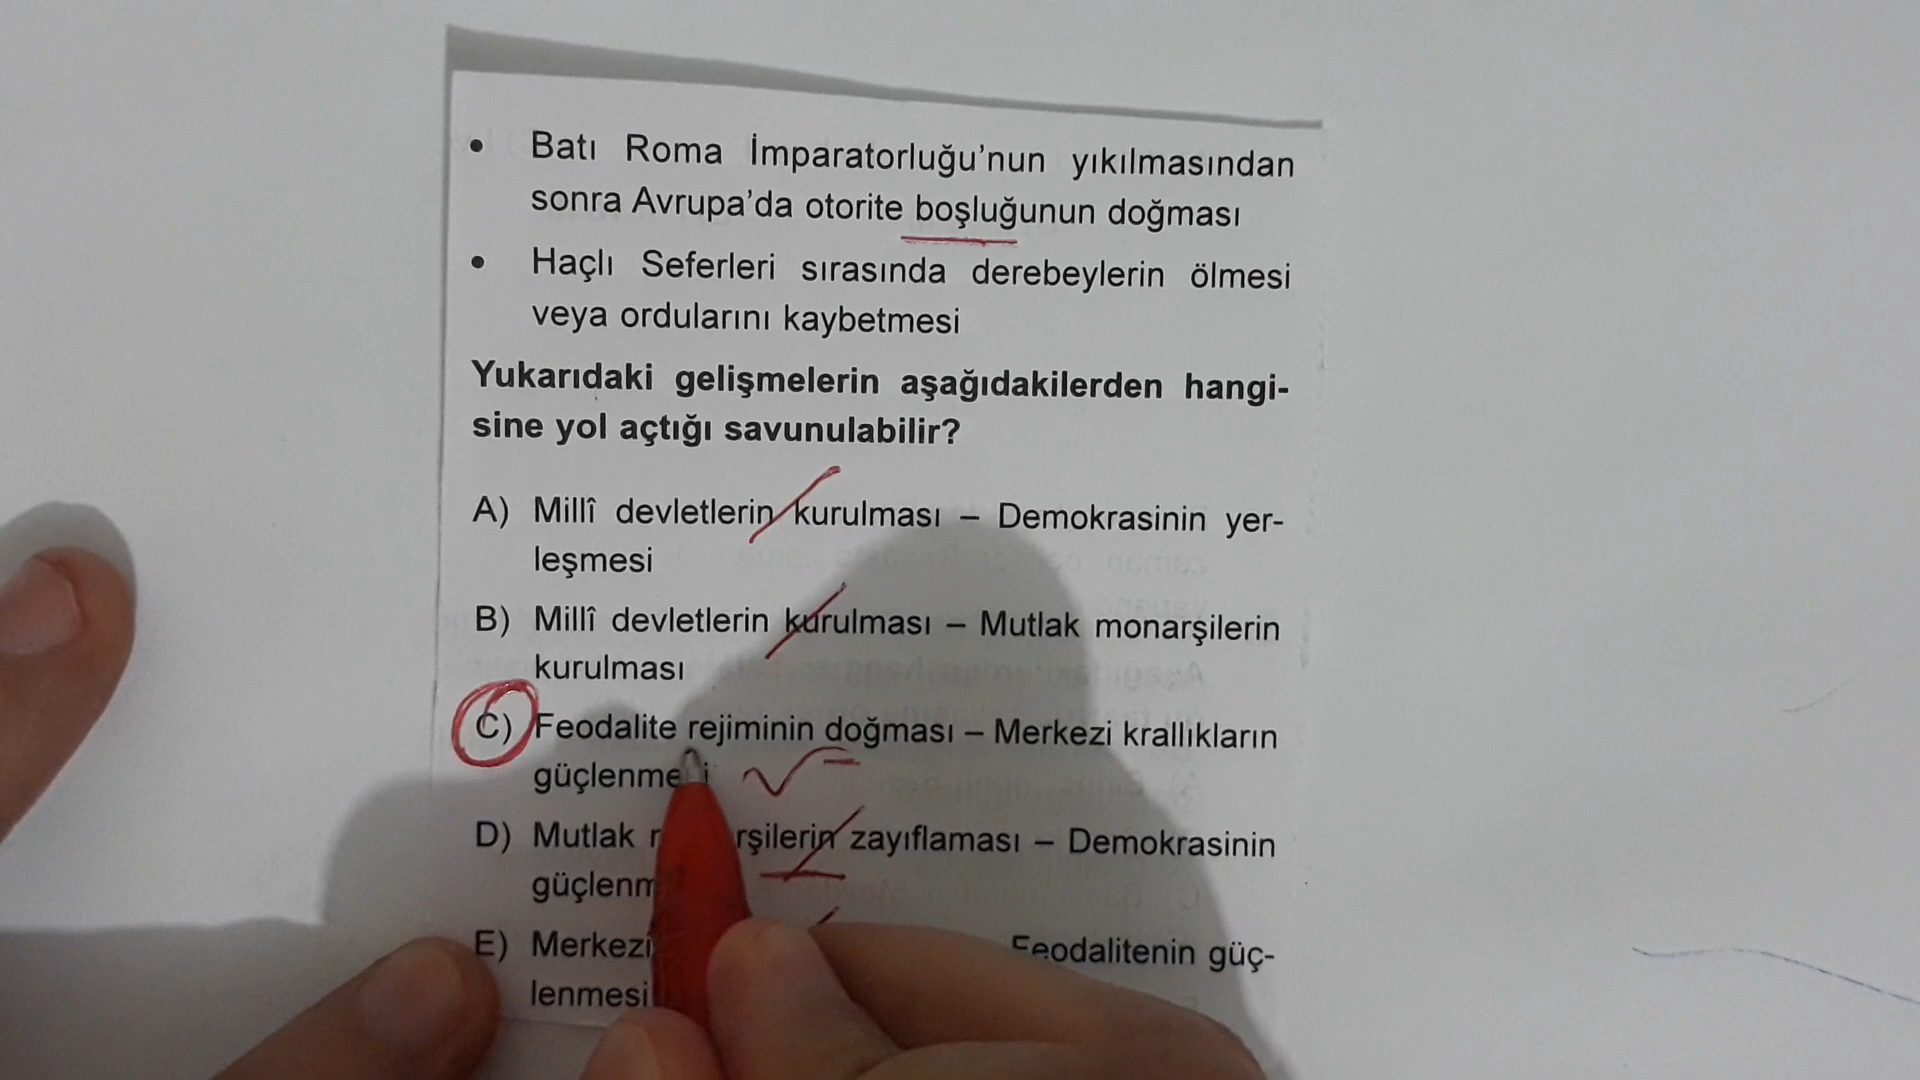 • Batı Roma İmparatorluğu'nun yıkılmasından
sonra Avrupa'da otorite boşluğunun doğması
• Haçlı Seferleri sırasında derebeylerin ölmesi
veya ordularını kaybetmesi
Yukarıdaki gelişmelerin aşağıdakilerden hangi-
sine yol açtığı savunulabilir?
A) Millî devletlerin kurulması – Demokrasinin yer-
leşmesi
B) Millî devletlerin kurulması – Mutlak monarşilerin
kurulması
C) Feodalite rejiminin doğması – Merkezi krallıkların
güçlenmesi
D) Mutlak zayıflaması – Demokrasinin
E) Merkezi Feodalitenin güç-
lenmesi